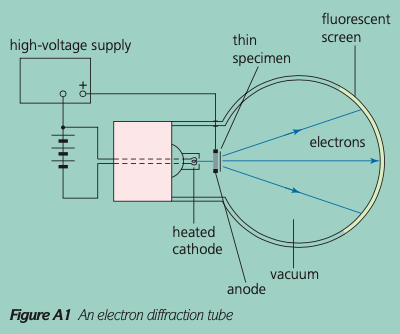 fluorescent
screen
high-voltage supply
thin
specimen
+
electrons
heated
cathode
vacuum
anode
Figure A1 An electron diffraction tube